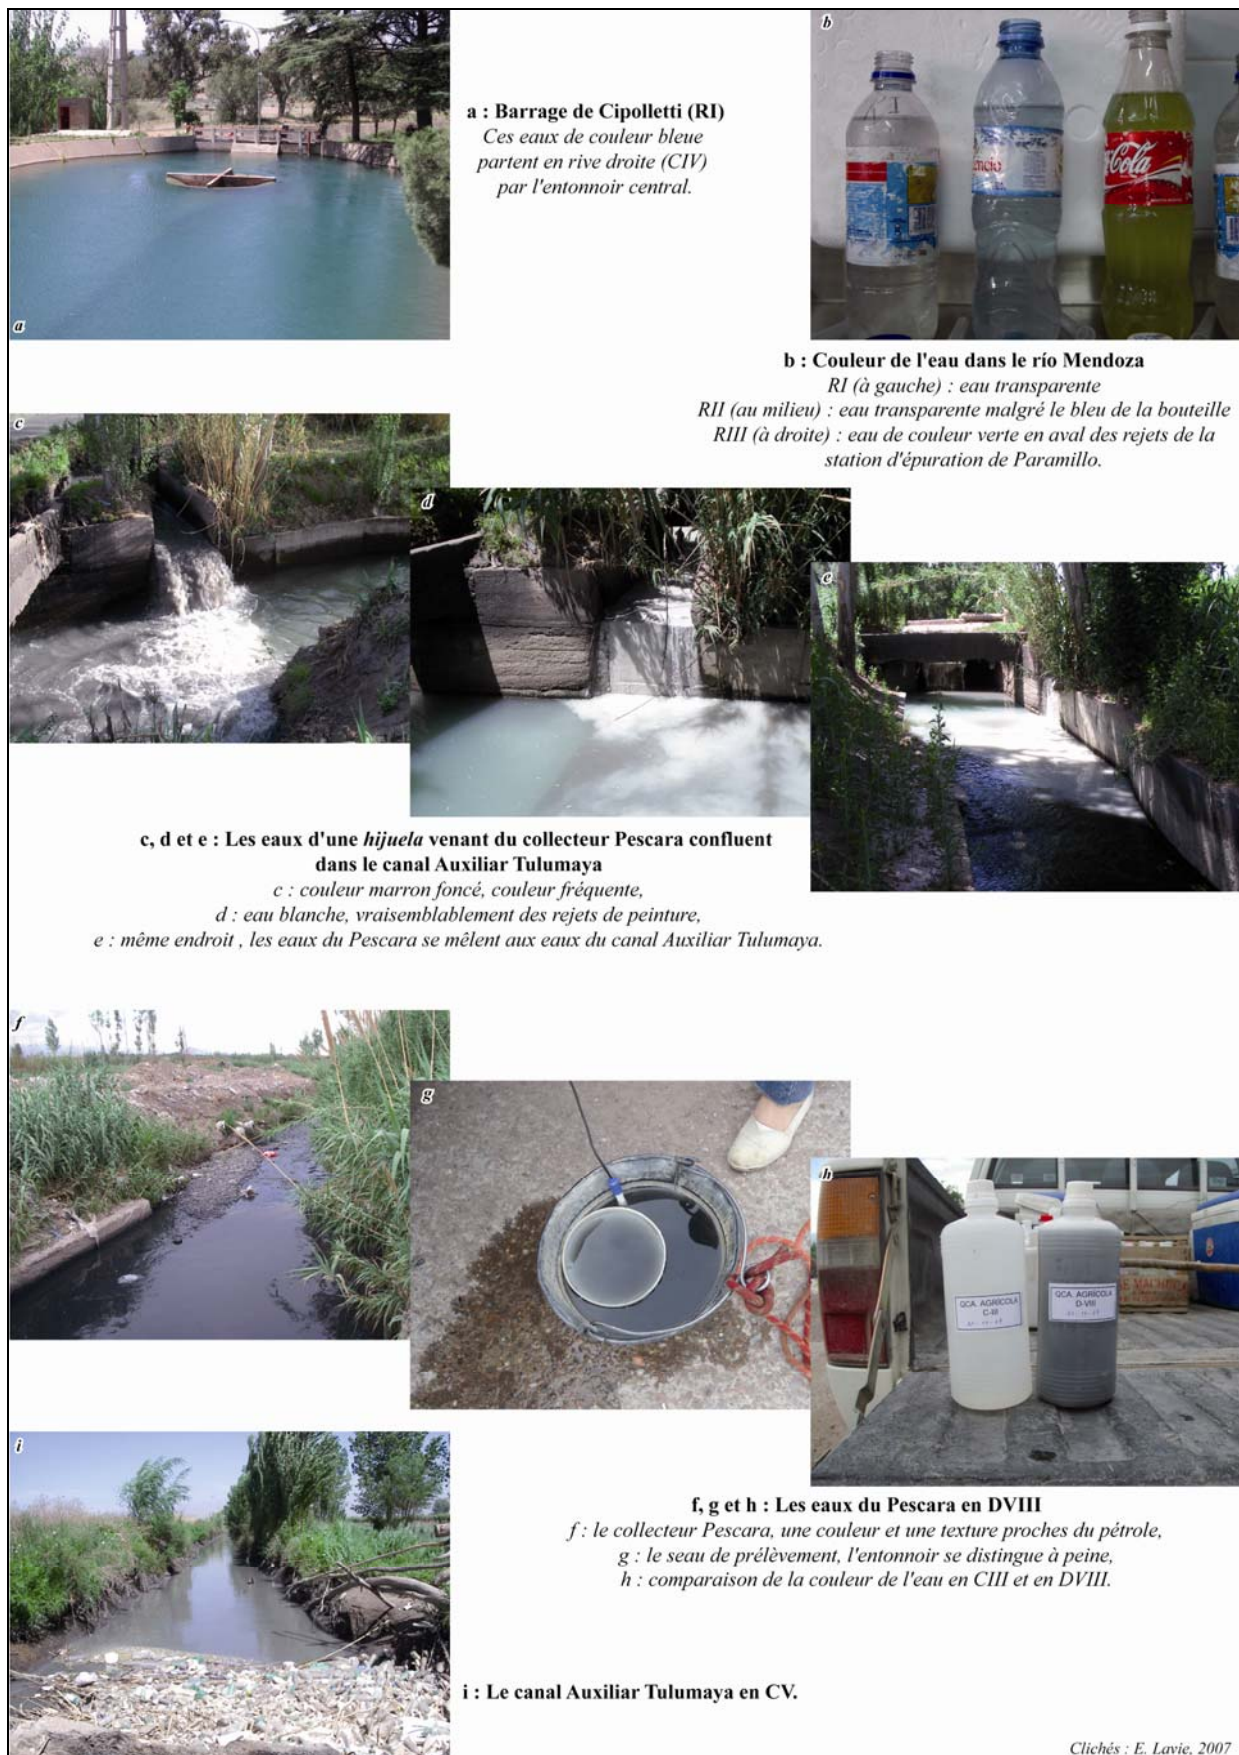 a
a : Barrage de Cipolletti (RI)
Ces eaux de couleur bleue
partent en rive droite (CIV)
par l'entonnoir central.
b
encio
Cola
b : Couleur de l'eau dans le río Mendoza
RI (à gauche) : eau transparente
RII (au milieu) : eau transparente malgré le bleu de la bouteille
RIII (à droite) : eau de couleur verte en aval des rejets de la
station d'épuration de Paramillo.
c
d
e
c, d et e : Les eaux d'une hijuela venant du collecteur Pescara confluent
dans le canal Auxiliar Tulumaya
c : couleur marron foncé, couleur fréquente,
d : eau blanche, vraisemblablement des rejets de peinture,
e : même endroit , les eaux du Pescara se mêlent aux eaux du canal Auxiliar Tulumaya.
f
g
h
QCA. AGRÍCOLA
C-III
QCA. AGRÍCOLA
D-VIII
f, g et h : Les eaux du Pescara en DVIII
f : le collecteur Pescara, une couleur et une texture proches du pétrole,
g : le seau de prélèvement, l'entonnoir se distingue à peine,
h : comparaison de la couleur de l'eau en CIII et en DVIII.
i
i : Le canal Auxiliar Tulumaya en CV.
Clichés : E. Lavie, 2007